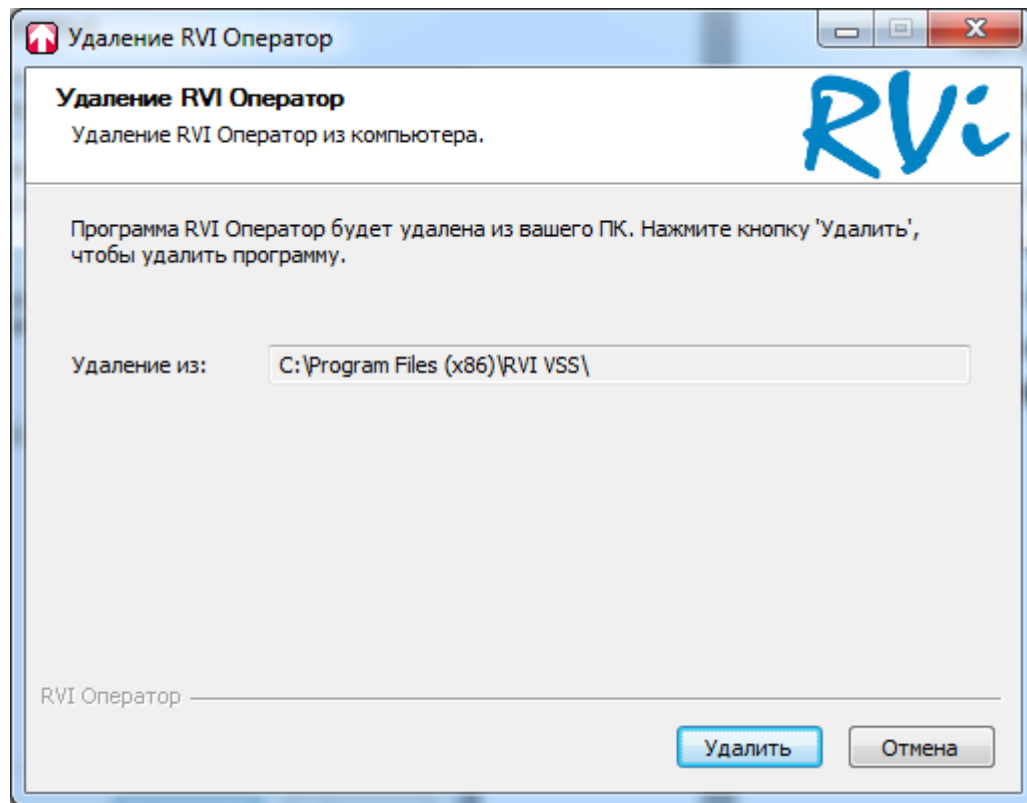 Удаление RVI Оператор
Удаление RVI Оператор
Удаление RVI Оператор из компьютера.
RVi
Программа RVI Оператор будет удалена из вашего ПК. Нажмите кнопку 'Удалить',
чтобы удалить программу.
Удаление из: C:\Program Files (x86)\RVI VSS\
RVI Оператор
Удалить Отмена